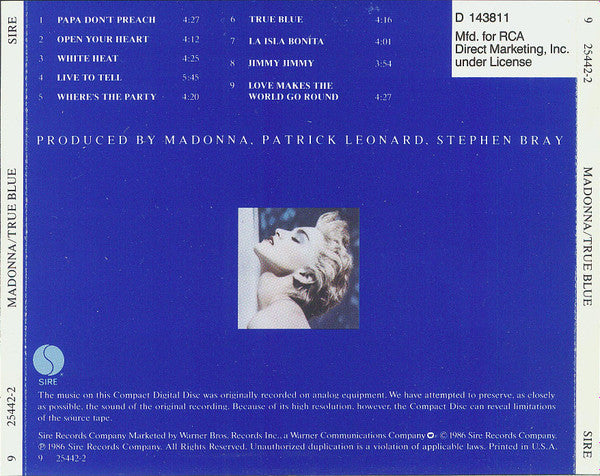 SIRE
MADONNA/TRUE BLUE
9 25442-2
1 PAPA DON'T PREACH 4:27
2 OPEN YOUR HEART 4:12
3 WHITE HEAT 4:25
4 LIVE TO TELL 5:45
5 WHERE'S THE PARTY 4:20
6 TRUE BLUE 4:16
7 LA ISLA BONITA 4:01
8 JIMMY JIMMY 3:54
9 LOVE MAKES THE
WORLD GO ROUND 4:27
D 143811
Mfd. for RCA
Direct Marketing, Inc.
under License
PRODUCED BY MADONNA, PATRICK LEONARD, STEPHEN BRAY
S
SIRE
The music on this Compact Digital Disc was originally recorded on analog equipment. We have attempted to preserve, as closely
as possible, the sound of the original recording. Because of its high resolution, however, the Compact Disc can reveal limitations
of the source tape.
Sire Records Company Marketed by Warner Bros. Records Inc., a Warner Communications Company. © 1986 Sire Records Company.
℗ 1986 Sire Records Company. All Rights Reserved. Unauthorized duplication is a violation of applicable laws. Printed in U.S.A.
9 25442-2
9 25442-2
MADONNA/TRUE BLUE
SIRE